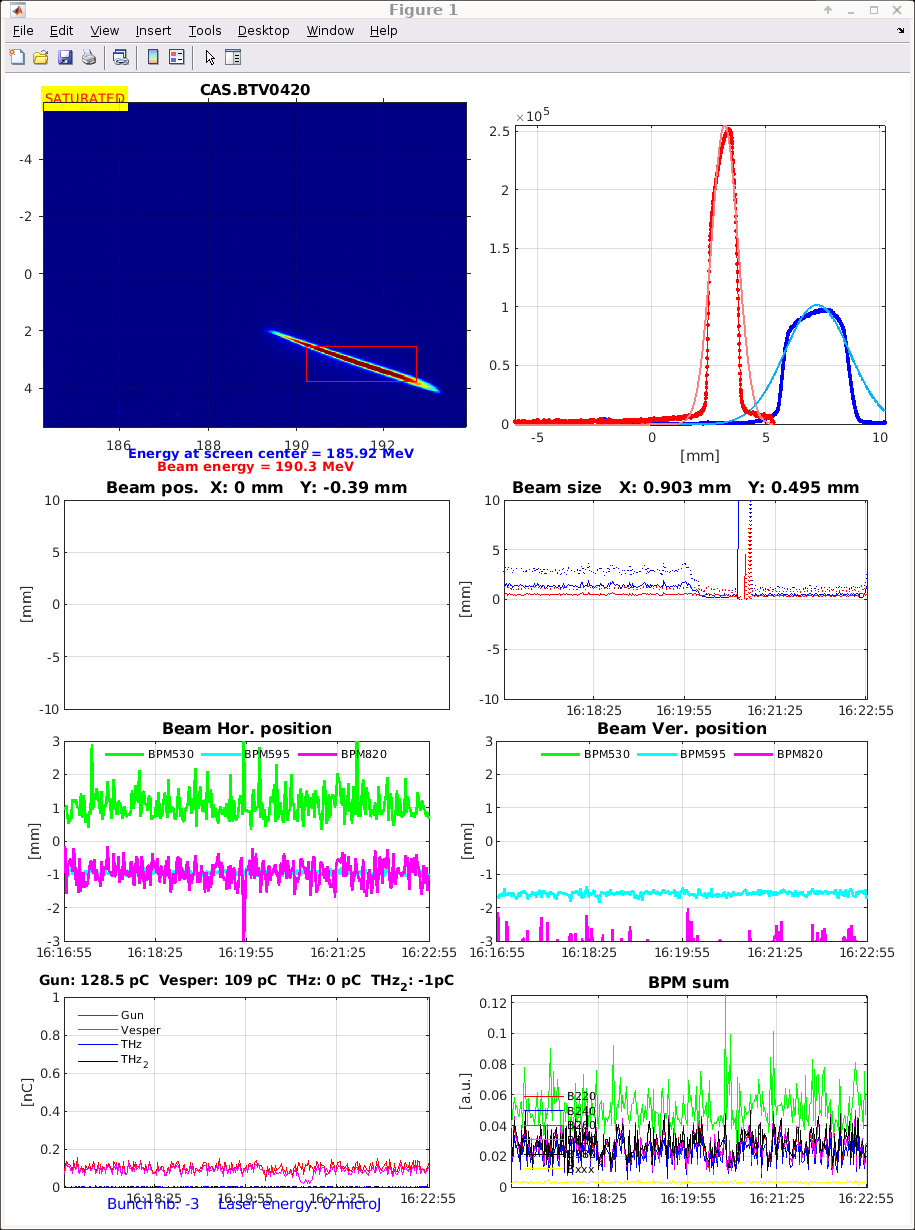 Figure 1
File Edit View Insert Tools Desktop Window Help
SATURATED
CAS.BTV0420
-4
-2
0
2
4
186 188 190 192
Energy at screen center = 185.92 MeV
Beam energy = 190.3 MeV
×10^5
2.5
2
1.5
1
0.5
0
-5 0 5 10
[mm]
Beam pos. X: 0 mm Y: -0.39 mm
10
5
0
-5
-10
[mm]
Beam size X: 0.903 mm Y: 0.495 mm
10
5
0
-5
-10
[mm]
16:18:25 16:19:55 16:21:25 16:22:55
Beam Hor. position
BPM530 BPM595 BPM820
3
2
1
0
-1
-2
-3
[mm]
16:16:55 16:18:25 16:19:55 16:21:25 16:22:55
Beam Ver. position
BPM530 BPM595 BPM820
3
2
1
0
-1
-2
-3
[mm]
16:16:55 16:18:25 16:19:55 16:21:25 16:22:55
Gun: 128.5 pC Vesper: 109 pC THz: 0 pC THz2: -1pC
1
0.8
0.6
0.4
0.2
0
[nC]
Gun
Vesper
THz
THz2
16:18:25 16:19:55 16:21:25 16:22:55
Bunch nb: -3 Laser energy: 0 microJ
BPM sum
0.12
0.1
0.08
0.06
0.04
0.02
0
[a.u.]
B220
B240
Bxxx
16:18:25 16:19:55 16:21:25 16:22:55